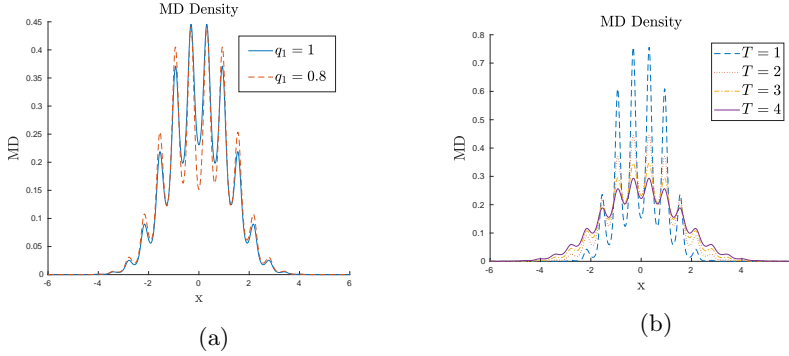 MD Density
0.45
0.4
0.35
0.3
0.25
0.2
0.15
0.1
0.05
0
-6 -4 -2 0 2 4 6
MD
x
q₁ = 1
q₁ = 0.8
(a)
MD Density
0.8
0.7
0.6
0.5
0.4
0.3
0.2
0.1
0
-6 -4 -2 0 2 4
MD
x
T = 1
T = 2
T = 3
T = 4
(b)